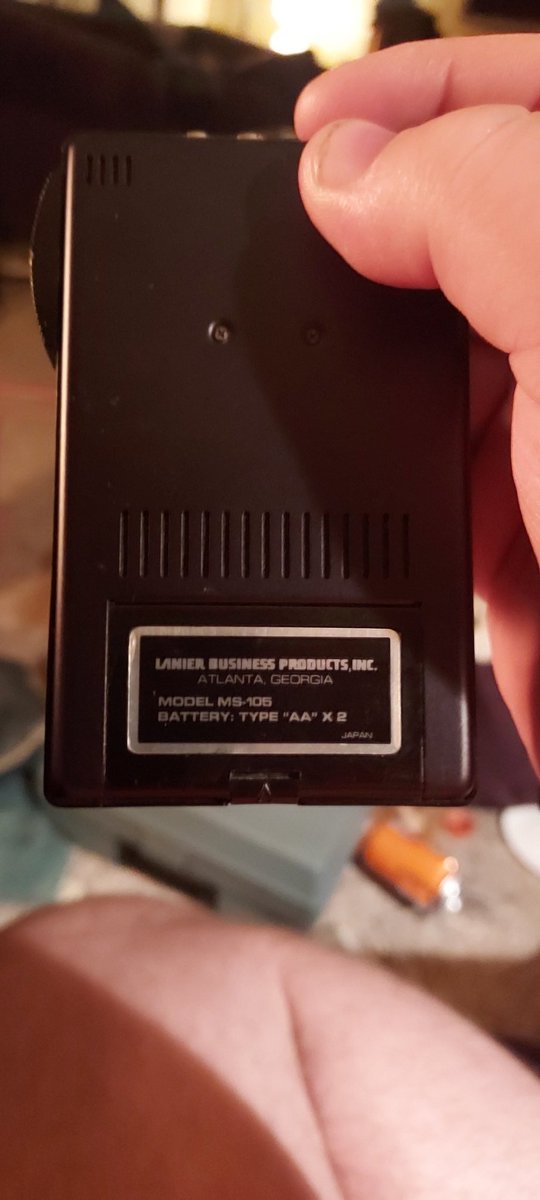 LANIER BUSINESS PRODUCTS, INC.
ATLANTA, GEORGIA
MODEL MS-105
BATTERY: TYPE "AA" X 2
JAPAN